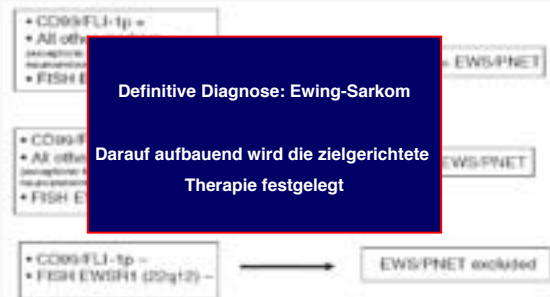 • CD99/FLI-1p +
• All othe
• FISH E
EWS/PNET
Definitive Diagnose: Ewing-Sarkom
Darauf aufbauend wird die zielgerichtete
Therapie festgelegt
• CD99/F
• All othe
• FISH E
EWS/PNET
• CD99/FLI-1p –
• FISH EWSR1 (22q12) –
EWS/PNET excluded